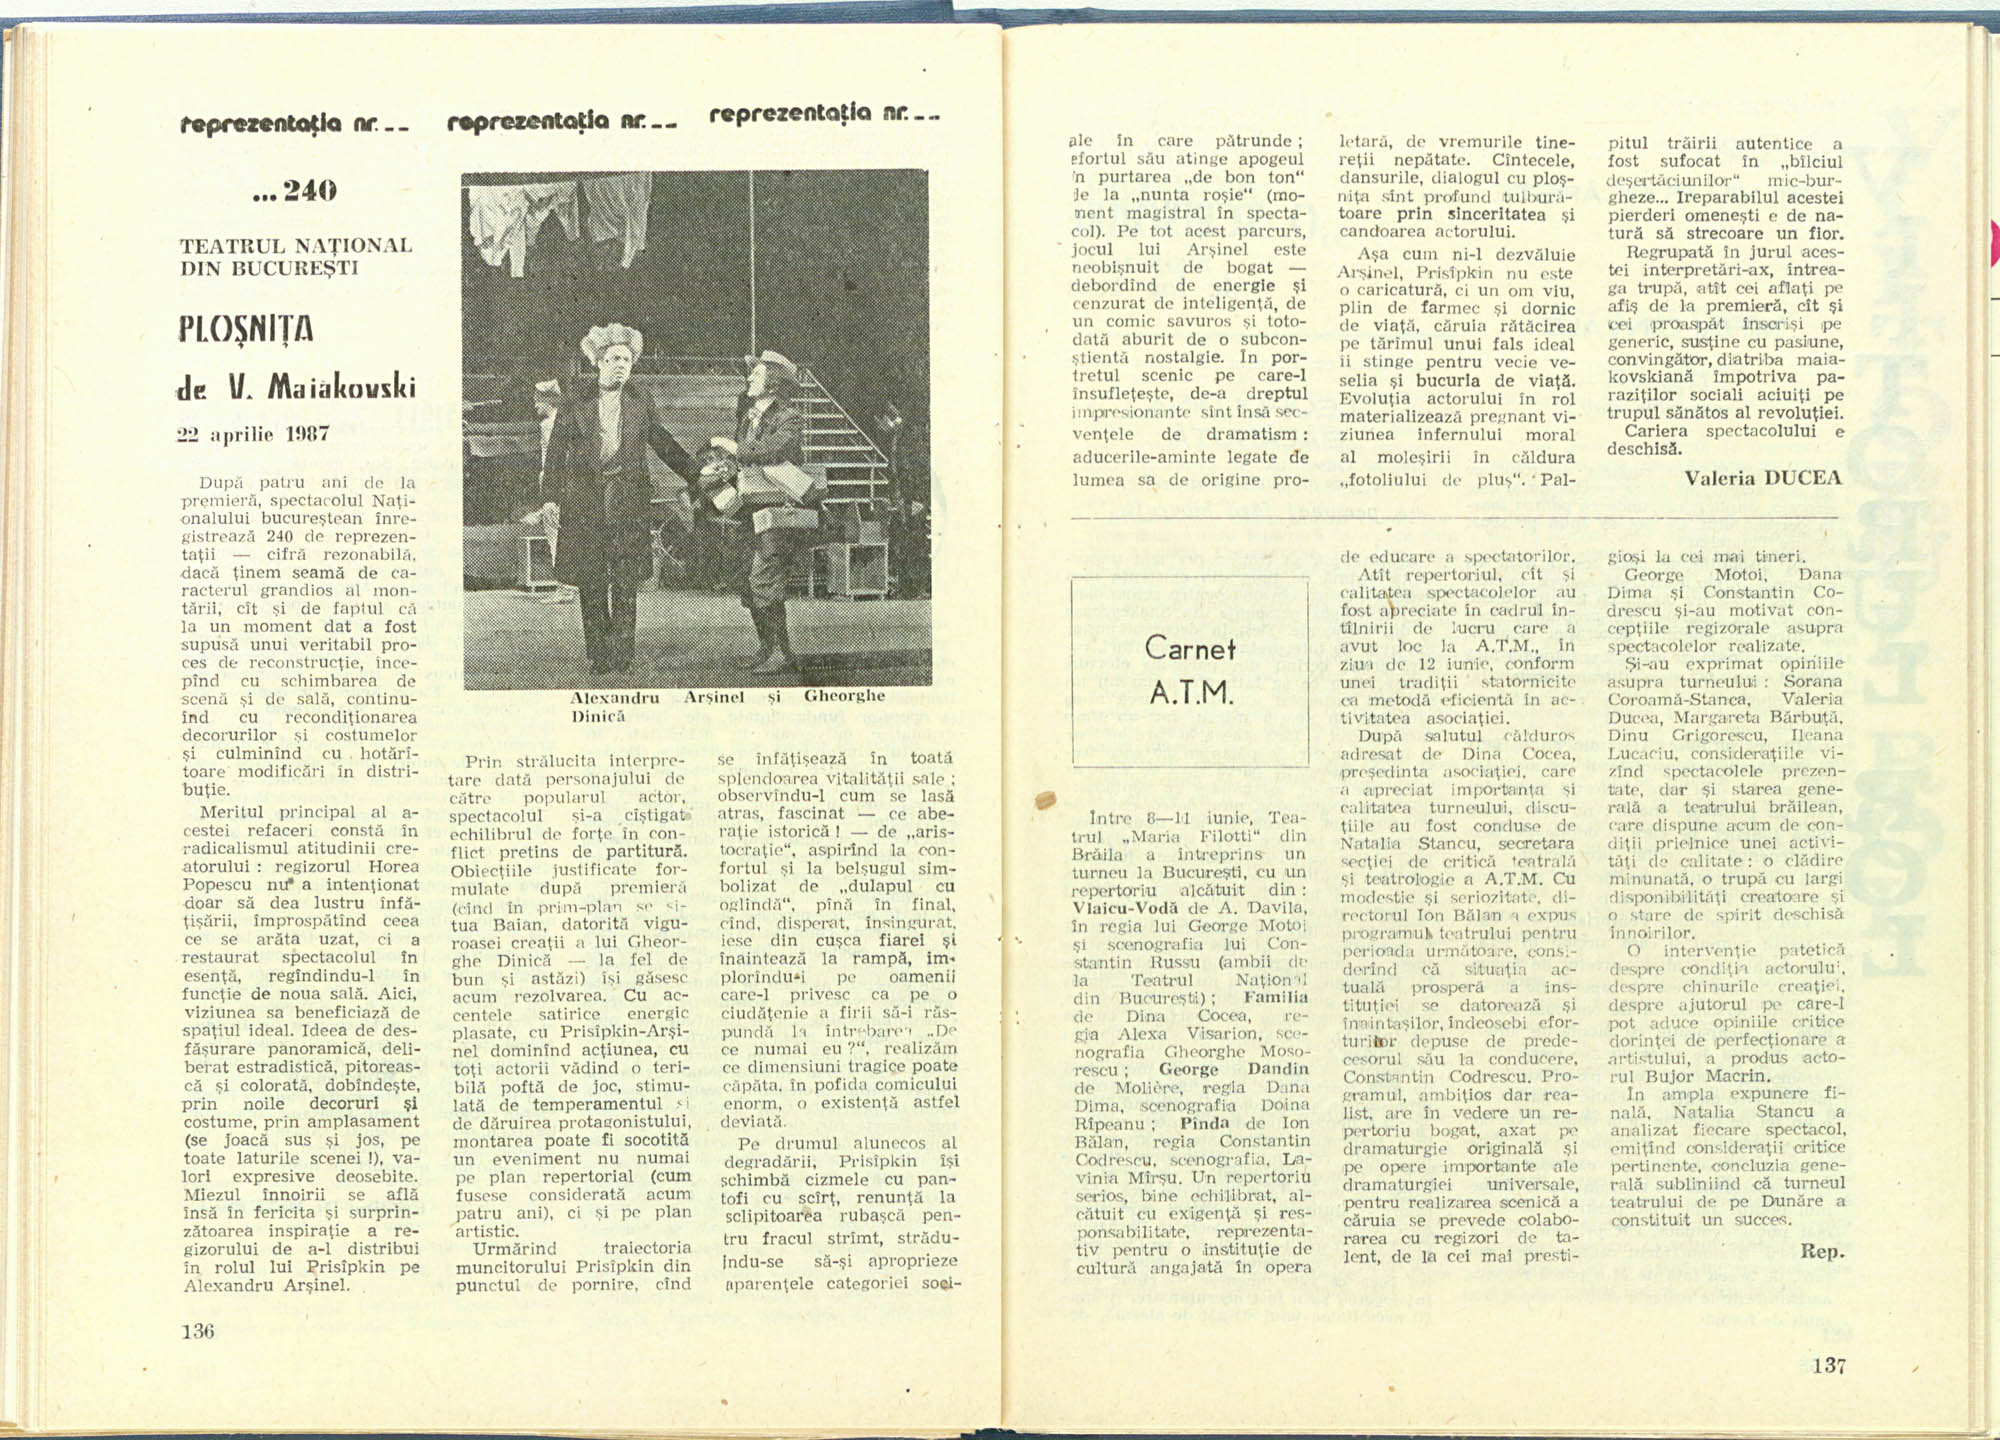 reprezentația nr. _ _ reprezentația nr. _ _ reprezentația nr. _ _
... 240
TEATRUL NAȚIONAL
DIN BUCUREȘTI
PLOȘNIȚA
de V. Maiakovski
22 aprilie 1987
După patru ani de la
premieră, spectacolul Nați-
onalului bucureștean înre-
gistrează 240 de reprezen-
tații — cifră rezonabilă,
dacă ținem seamă de ca-
racterul grandios al mon-
tării, cît și de faptul că
la un moment dat a fost
supusă unui veritabil pro-
ces de reconstrucție, înce-
pînd cu schimbarea de
scenă și de sală, continu-
înd cu recondiționarea
decorurilor și costumelor
și culminînd cu hotărî-
toare modificări în distri-
buție.
Meritul principal al a-
cestei refaceri constă în
radicalismul atitudinii cre-
atorului : regizorul Horea
Popescu nu a intenționat
doar să dea lustru înfă-
țișării, împrospătînd ceea
ce se arăta uzat, ci a
restaurat spectacolul în
esență, regîndindu-l în
funcție de noua sală. Aici,
viziunea sa beneficiază de
spațiul ideal. Ideea de des-
fășurare panoramică, deli-
berat estradistică, pitoreas-
că și colorată, dobîndește,
prin noile decoruri și
costume, prin amplasament
(se joacă sus și jos, pe
toate laturile scenei !), va-
lori expresive deosebite.
Miezul înnoirii se află
însă în fericita și surprin-
zătoarea inspirație a re-
gizorului de a-l distribui
în rolul lui Prisîpkin pe
Alexandru Arșinel.
Alexandru Arșinel și Gheorghe
Dinică
Prin strălucita interpre-
tare dată personajului de
către popularul actor,
spectacolul și-a cîștigat
echilibrul de forțe în con-
flict pretins de partitură.
Obiecțiile justificate for-
mulate după premieră
(cînd în prim-plan se si-
tua Baian, datorită vigu-
roasei creații a lui Gheor-
ghe Dinică — la fel de
bun și astăzi) își găsesc
acum rezolvarea. Cu ac-
centele satirice energic
plasate, cu Prisîpkin-Arși-
nel dominînd acțiunea, cu
toți actorii vădind o teri-
bilă poftă de joc, stimu-
lată de temperamentul și
de dăruirea protagonistului,
montarea poate fi socotită
un eveniment nu numai
pe plan repertorial (cum
fusese considerată acum
patru ani), ci și pe plan
artistic.
Urmărind traiectoria
muncitorului Prisîpkin din
punctul de pornire, cînd
se înfățișează în toată
splendoarea vitalității sale ;
observîndu-l cum se lasă
atras, fascinat — ce abe-
rație istorică ! — de „aris-
tocrație“, aspirînd la con-
fortul și la belșugul sim-
bolizat de „dulapul cu
oglindă“, pînă în final,
cînd, disperat, însingurat,
iese din cușca fiarei și
înaintează la rampă, im-
plorîndu-i pe oamenii
care-l privesc ca pe o
ciudățenie a firii să-i răs-
pundă la întrebarea „De
ce numai eu ?“, realizăm
ce dimensiuni tragice poate
căpăta, în pofida comicului
enorm, o existență astfel
deviată.
Pe drumul alunecos al
degradării, Prisîpkin își
schimbă cizmele cu pan-
tofi cu scîrț, renunță la
sclipitoarea rubașcă pen-
tru fracul strîmt, strădu-
indu-se să-și aproprieze
aparențele categoriei soci-
136
ale în care pătrunde ;
efortul său atinge apogeul
în purtarea „de bon ton“
de la „nunta roșie“ (mo-
ment magistral în specta-
col). Pe tot acest parcurs,
jocul lui Arșinel este
neobișnuit de bogat —
debordînd de energie și
cenzurat de inteligență, de
un comic savuros și toto-
dată aburit de o subcon-
știentă nostalgie. În por-
tretul scenic pe care-l
însuflețește, de-a dreptul
impresionante sînt însă sec-
vențele de dramatism :
aducerile-aminte legate de
lumea sa de origine pro-
letară, de vremurile tine-
reții nepătate. Cîntecele,
dansurile, dialogul cu ploș-
nița sînt profund tulbură-
toare prin sinceritatea și
candoarea actorului.
Așa cum ni-l dezvăluie
Arșinel, Prisîpkin nu este
o caricatură, ci un om viu,
plin de farmec și dornic
de viață, căruia rătăcirea
pe tărîmul unui fals ideal
îi stinge pentru vecie ve-
selia și bucuria de viață.
Evoluția actorului în rol
materializează pregnant vi-
ziunea infernului moral
al moleșirii în căldura
„fotoliului de pluș“. Pal-
pitul trăirii autentice a
fost sufocat în „bîlciul
deșertăciunilor“ mic-bur-
gheze... Ireparabilul acestei
pierderi omenești e de na-
tură să strecoare un fior.
Regrupată în jurul aces-
tei interpretări-ax, întrea-
ga trupă, atît cei aflați pe
afiș de la premieră, cît și
cei proaspăt înscriși pe
generic, susține cu pasiune,
convingător, diatriba maia-
kovskiană împotriva pa-
raziților sociali aciuiți pe
trupul sănătos al revoluției.
Cariera spectacolului e
deschisă.
Valeria DUCEA
Carnet
A.T.M.
Între 8—11 iunie, Tea-
trul „Maria Filotti“ din
Brăila a întreprins un
turneu la București, cu un
repertoriu alcătuit din :
Vlaicu-Vodă de A. Davila,
în regia lui George Motoi
și scenografia lui Con-
stantin Russu (ambii de
la Teatrul Național
din București) ; Familia
de Dina Cocea, re-
gia Alexa Visarion, sce-
nografia Gheorghe Moso-
rescu ; George Dandin
de Molière, regia Dana
Dima, scenografia Doina
Rîpeanu ; Pînda de Ion
Bălan, regia Constantin
Codrescu, scenografia, La-
vinia Mîrșu. Un repertoriu
serios, bine echilibrat, al-
cătuit cu exigență și res-
ponsabilitate, reprezenta-
tiv pentru o instituție de
cultură angajată în opera
de educare a spectatorilor.
Atît repertoriul, cît și
calitatea spectacolelor au
fost apreciate în cadrul în-
tîlnirii de lucru care a
avut loc la A.T.M., în
ziua de 12 iunie, conform
unei tradiții statornicite
ca metodă eficientă în ac-
tivitatea asociației.
După salutul călduros
adresat de Dina Cocea,
președinta asociației, care
a apreciat importanța și
calitatea turneului, discu-
țiile au fost conduse de
Natalia Stancu, secretara
secției de critică teatrală
și teatrologie a A.T.M. Cu
modestie și seriozitate, di-
rectorul Ion Bălan a expus
programul teatrului pentru
perioada următoare, consi-
derînd că situația ac-
tuală prosperă a ins-
tituției se datorează și
înaintașilor, îndeosebi efor-
turilor depuse de prede-
cesorul său la conducere,
Constantin Codrescu. Pro-
gramul, ambițios dar rea-
list, are în vedere un re-
pertoriu bogat, axat pe
dramaturgie originală și
pe opere importante ale
dramaturgiei universale,
pentru realizarea scenică a
căruia se prevede colabo-
rarea cu regizori de ta-
lent, de la cei mai presti-
gioși la cei mai tineri.
George Motoi, Dana
Dima și Constantin Co-
drescu și-au motivat con-
cepțiile regizorale asupra
spectacolelor realizate.
Și-au exprimat opiniile
asupra turneului : Sorana
Coroamă-Stanca, Valeria
Ducea, Margareta Bărbuță,
Dinu Grigorescu, Ileana
Lucaciu, considerațiile vi-
zînd spectacolele prezen-
tate, dar și starea gene-
rală a teatrului brăilean,
care dispune acum de con-
diții prielnice unei activi-
tăți de calitate : o clădire
minunată, o trupă cu largi
disponibilități creatoare și
o stare de spirit deschisă
înnoirilor.
O intervenție patetică
despre condiția actorului,
despre chinurile creației,
despre ajutorul pe care-l
pot aduce opiniile critice
dorinței de perfecționare a
artistului, a produs acto-
rul Bujor Macrin.
În ampla expunere fi-
nală, Natalia Stancu a
analizat fiecare spectacol,
emițînd considerații critice
pertinente, concluzia gene-
rală subliniind că turneul
teatrului de pe Dunăre a
constituit un succes.
Rep.
137